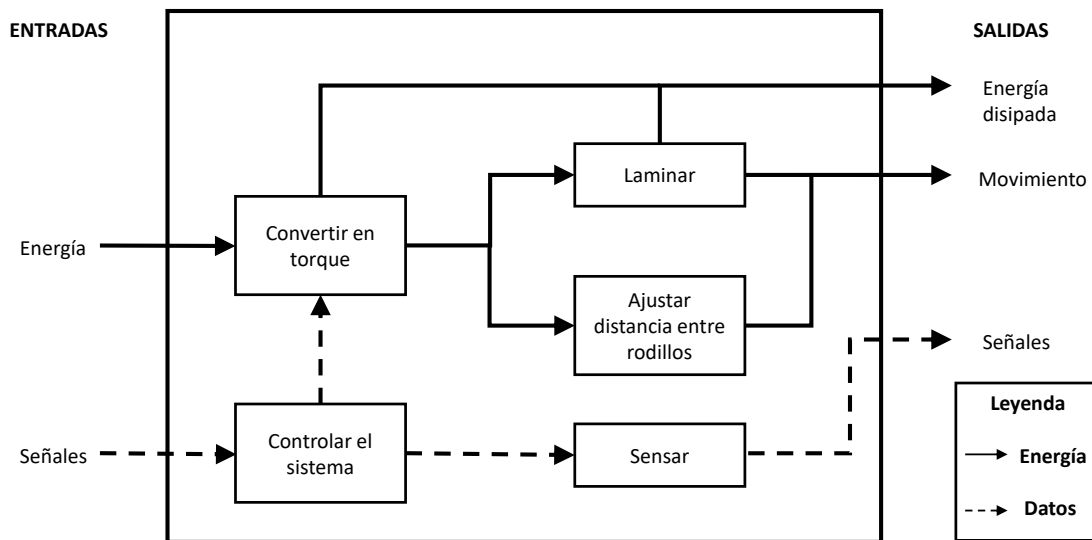 ENTRADAS
SALIDAS
Energía
disipada
Laminar
Movimiento
Convertir en
torque
Energía
Ajustar
distancia entre
rodillos
Señales
Leyenda
Energía
Datos
Controlar el
sistema
Señales
Sensar